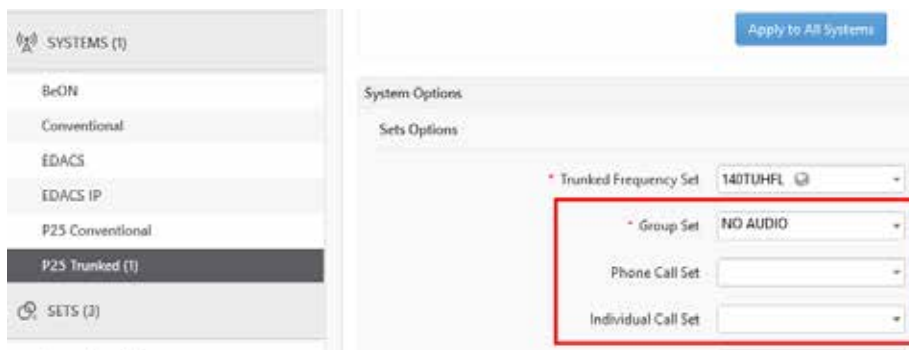 SYSTEMS (1)
BeON
Conventional
EDACS
EDACS IP
P25 Conventional
P25 Trunked (1)
SETS (3)
Apply to All Systems
System Options
Sets Options
* Trunked Frequency Set 140TUHFL
* Group Set NO AUDIO
Phone Call Set
Individual Call Set